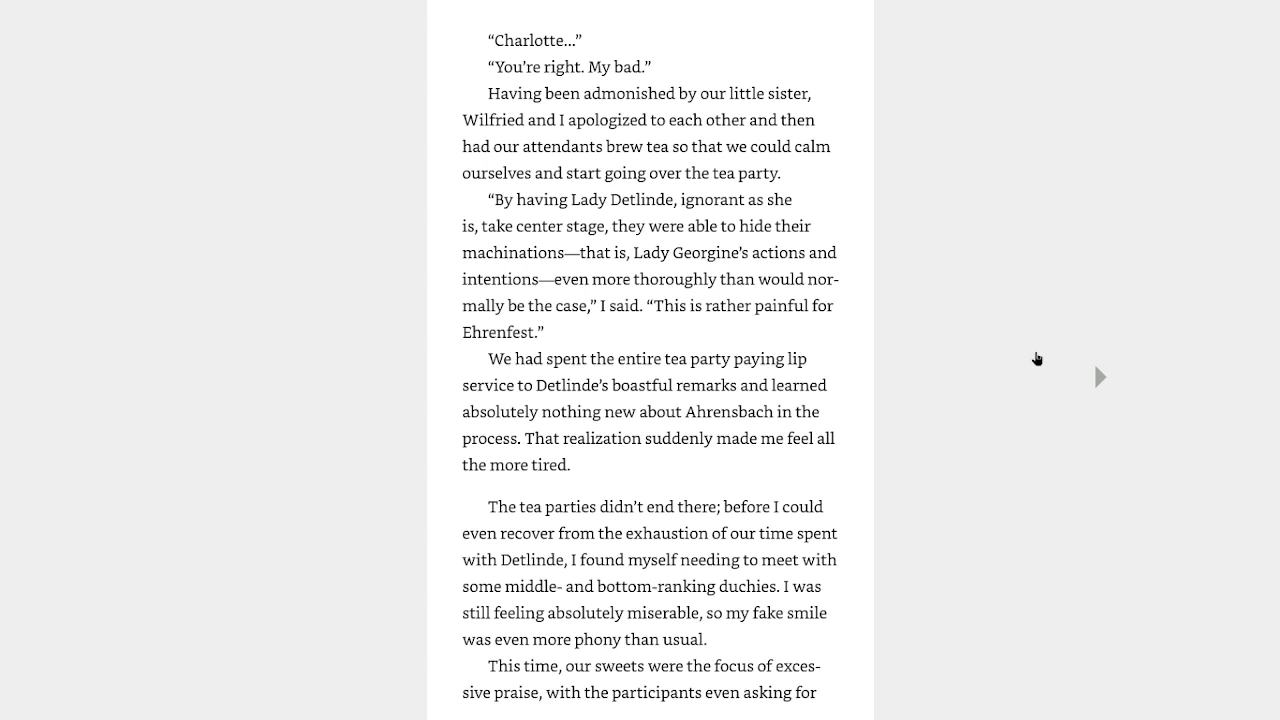 “Charlotte...”
“You’re right. My bad.”
Having been admonished by our little sister,
Wilfried and I apologized to each other and then
had our attendants brew tea so that we could calm
ourselves and start going over the tea party.
“By having Lady Detlinde, ignorant as she
is, take center stage, they were able to hide their
machinations—that is, Lady Georgine’s actions and
intentions—even more thoroughly than would nor-
mally be the case,” I said. “This is rather painful for
Ehrenfest.”
We had spent the entire tea party paying lip
service to Detlinde’s boastful remarks and learned
absolutely nothing new about Ahrensbach in the
process. That realization suddenly made me feel all
the more tired.
The tea parties didn’t end there; before I could
even recover from the exhaustion of our time spent
with Detlinde, I found myself needing to meet with
some middle- and bottom-ranking duchies. I was
still feeling absolutely miserable, so my fake smile
was even more phony than usual.
This time, our sweets were the focus of exces-
sive praise, with the participants even asking for